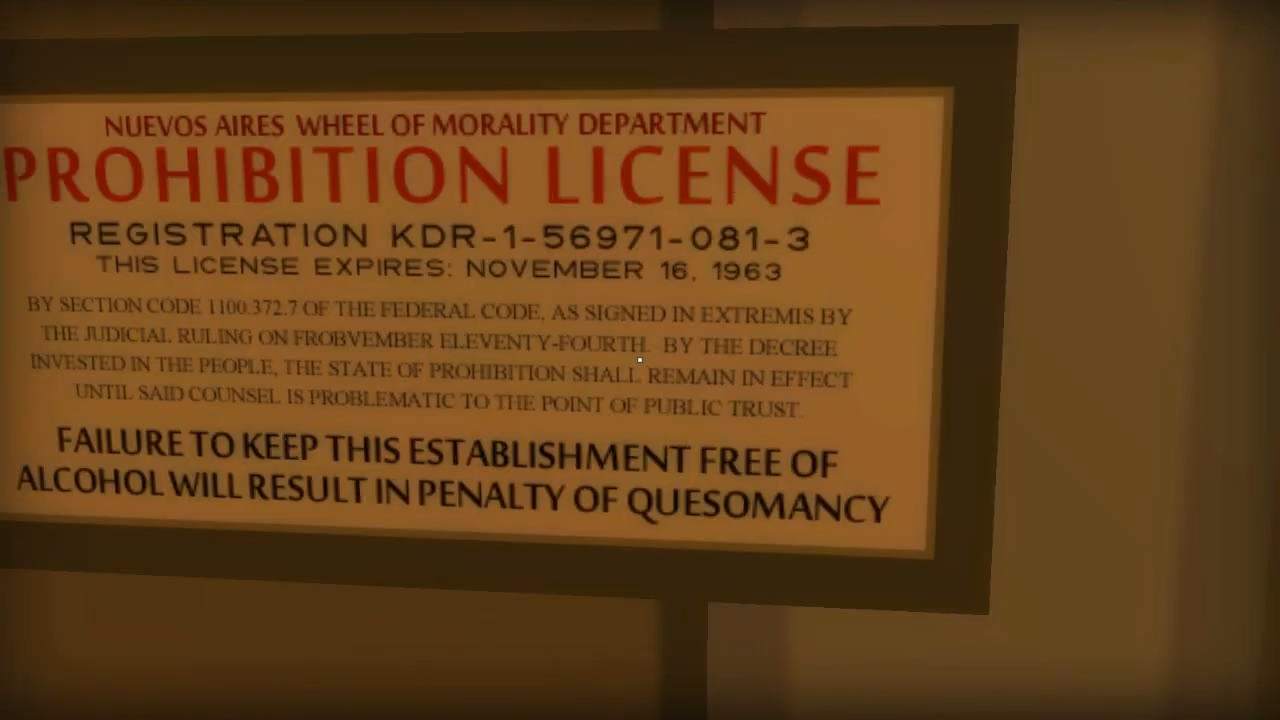 NUEVOS AIRES WHEEL OF MORALITY DEPARTMENT
PROHIBITION LICENSE
REGISTRATION KDR-1-56971-081-3
THIS LICENSE EXPIRES: NOVEMBER 16, 1963
BY SECTION CODE 1100.372.7 OF THE FEDERAL CODE, AS SIGNED IN EXTREMIS BY
THE JUDICIAL RULING ON FROBVEMBER ELEVENTY-FOURTH. BY THE DECREE
INVESTED IN THE PEOPLE, THE STATE OF PROHIBITION SHALL REMAIN IN EFFECT
UNTIL SAID COUNSEL IS PROBLEMATIC TO THE POINT OF PUBLIC TRUST.
FAILURE TO KEEP THIS ESTABLISHMENT FREE OF
ALCOHOL WILL RESULT IN PENALTY OF QUESOMANCY